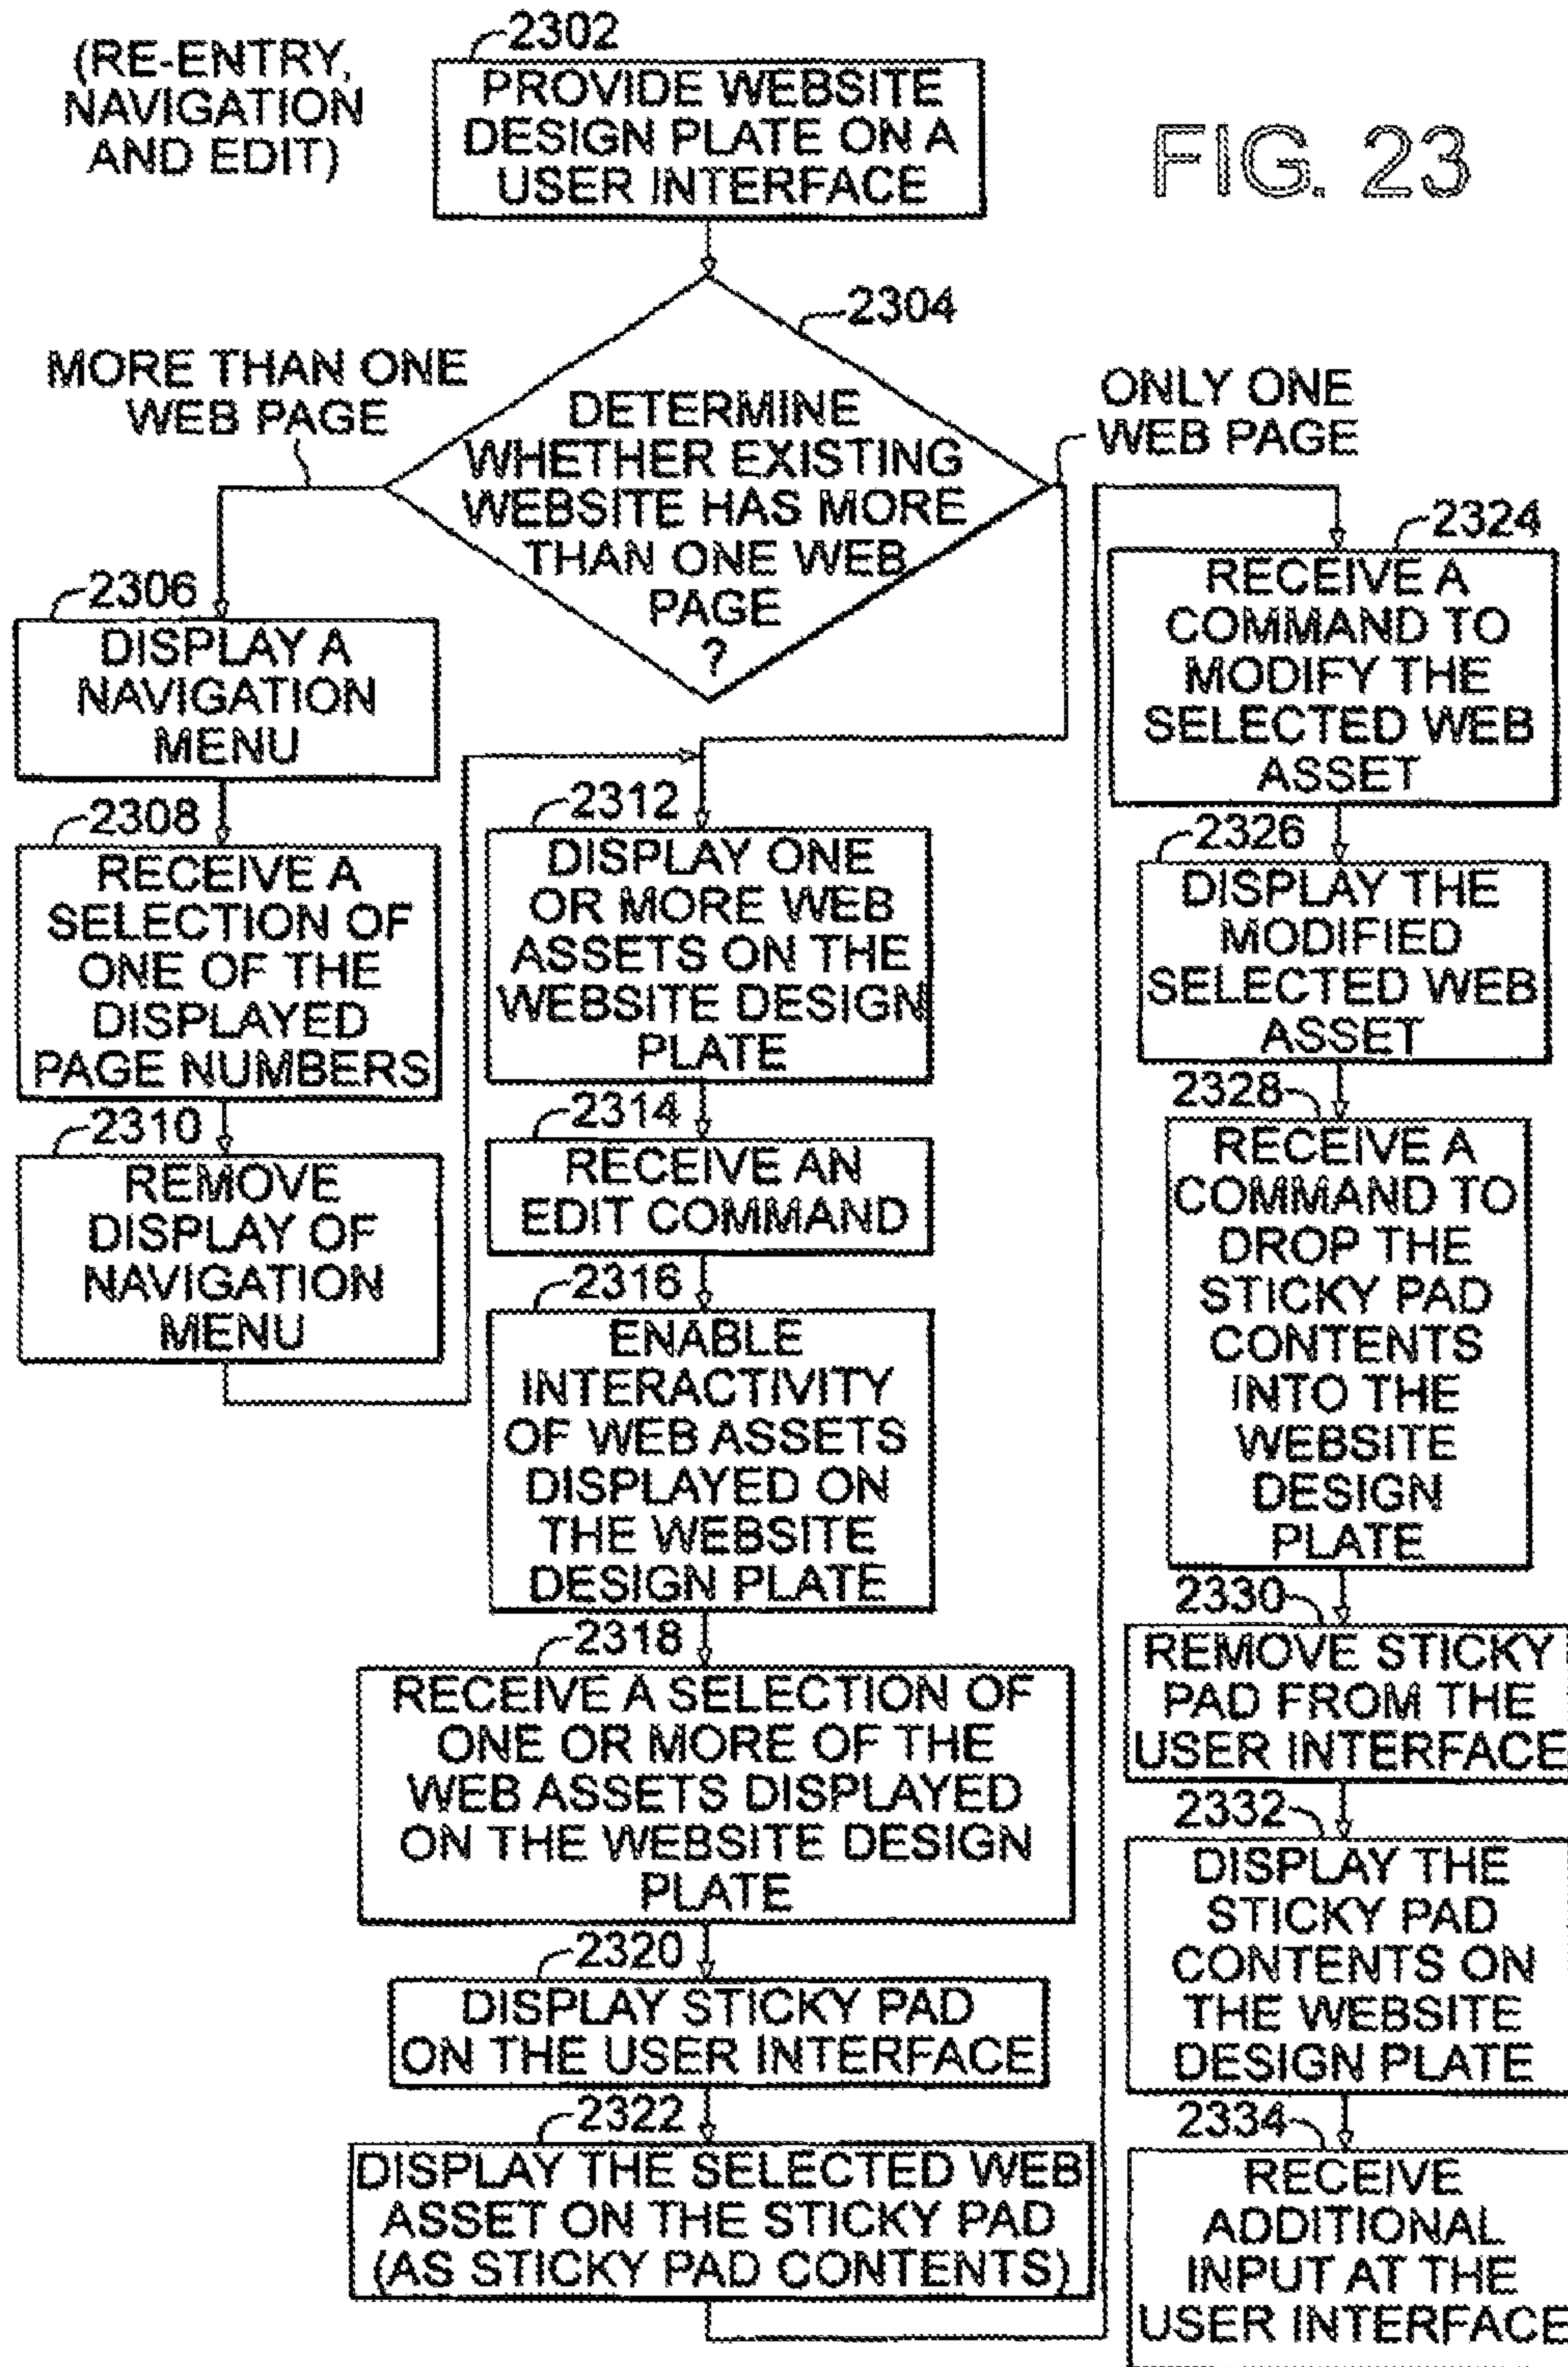 (RE-ENTRY,
NAVIGATION
AND EDIT)
2302
PROVIDE WEBSITE
DESIGN PLATE ON A
USER INTERFACE
FIG. 23
2304
DETERMINE
WHETHER EXISTING
WEBSITE HAS MORE
THAN ONE WEB
PAGE
?
MORE THAN ONE
WEB PAGE
ONLY ONE
WEB PAGE
2306
DISPLAY A
NAVIGATION
MENU
2308
RECEIVE A
SELECTION OF
ONE OF THE
DISPLAYED
PAGE NUMBERS
2310
REMOVE
DISPLAY OF
NAVIGATION
MENU
2312
DISPLAY ONE
OR MORE WEB
ASSETS ON THE
WEBSITE DESIGN
PLATE
2314
RECEIVE AN
EDIT COMMAND
2316
ENABLE
INTERACTIVITY
OF WEB ASSETS
DISPLAYED ON
THE WEBSITE
DESIGN PLATE
2318
RECEIVE A SELECTION OF
ONE OR MORE OF THE
WEB ASSETS DISPLAYED
ON THE WEBSITE DESIGN
PLATE
2320
DISPLAY STICKY PAD
ON THE USER INTERFACE
2322
DISPLAY THE SELECTED WEB
ASSET ON THE STICKY PAD
(AS STICKY PAD CONTENTS)
2324
RECEIVE A
COMMAND TO
MODIFY THE
SELECTED WEB
ASSET
2326
DISPLAY THE
MODIFIED
SELECTED WEB
ASSET
2328
RECEIVE A
COMMAND TO
DROP THE
STICKY PAD
CONTENTS
INTO THE
WEBSITE
DESIGN
PLATE
2330
REMOVE STICKY
PAD FROM THE
USER INTERFACE
2332
DISPLAY THE
STICKY PAD
CONTENTS ON
THE WEBSITE
DESIGN PLATE
2334
RECEIVE
ADDITIONAL
INPUT AT THE
USER INTERFACE